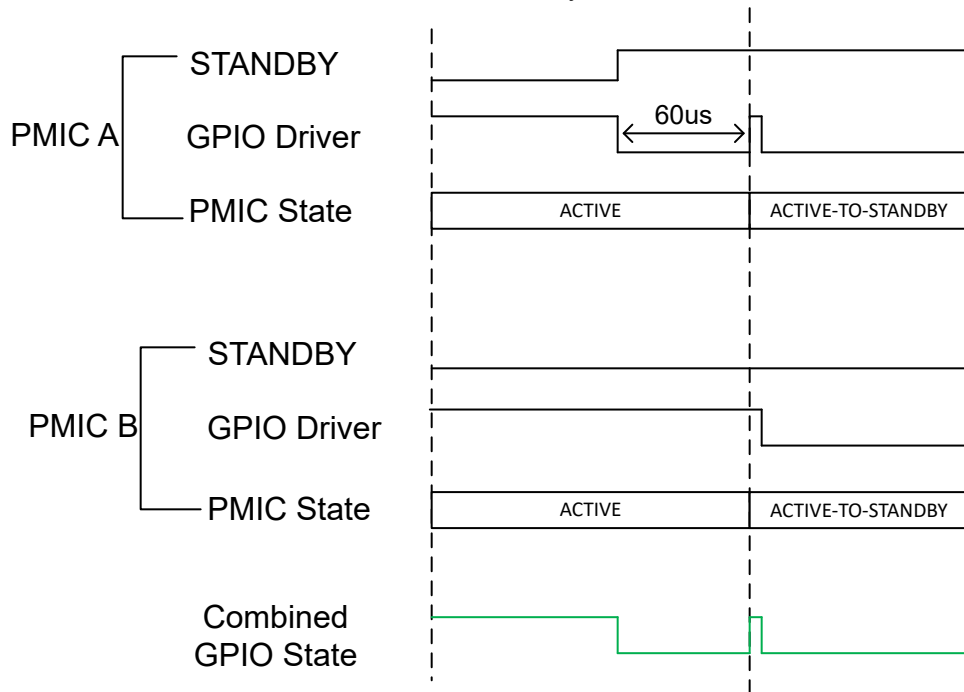 STANDBY
60us
PMIC A
GPIO Driver
PMIC State
ACTIVE
ACTIVE-TO-STANDBY
STANDBY
PMIC B
GPIO Driver
PMIC State
ACTIVE
ACTIVE-TO-STANDBY
Combined
GPIO State